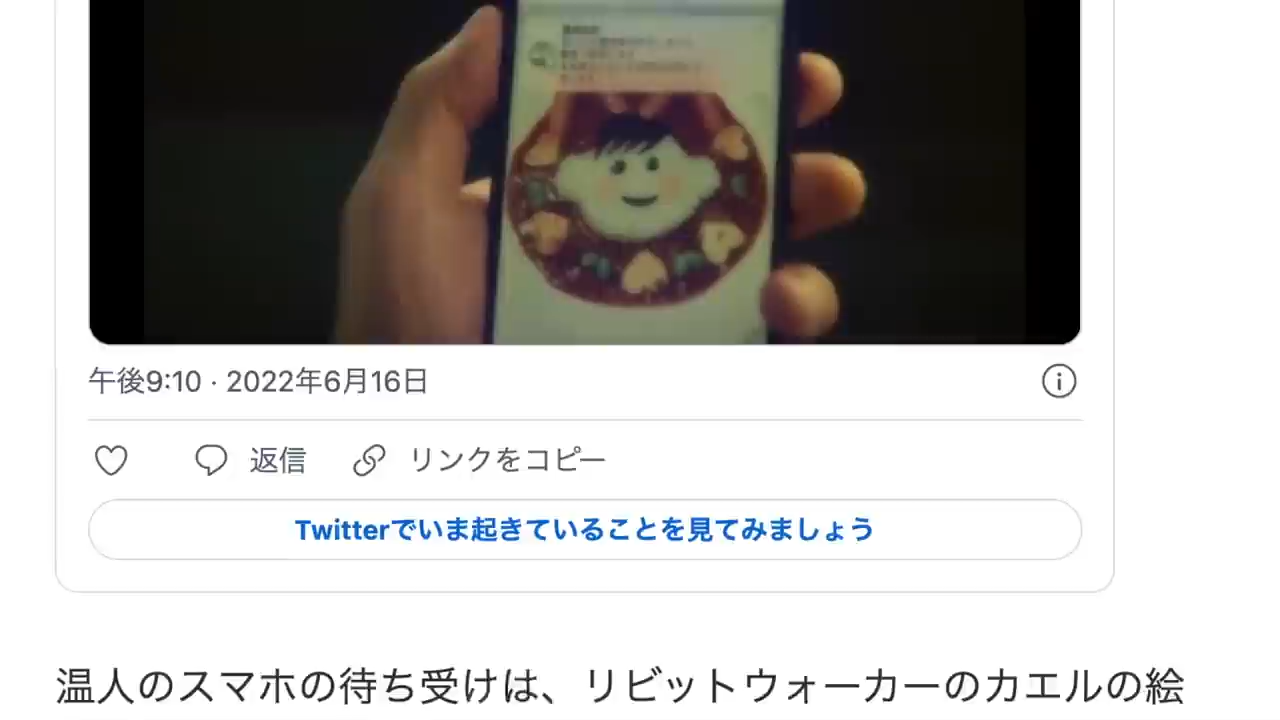 午後9:10 · 2022年6月16日
返信
リンクをコピー
Twitterでいま起きていることを見てみましょう
温人のスマホの待ち受けは、リビットウォーカーのカエルの絵